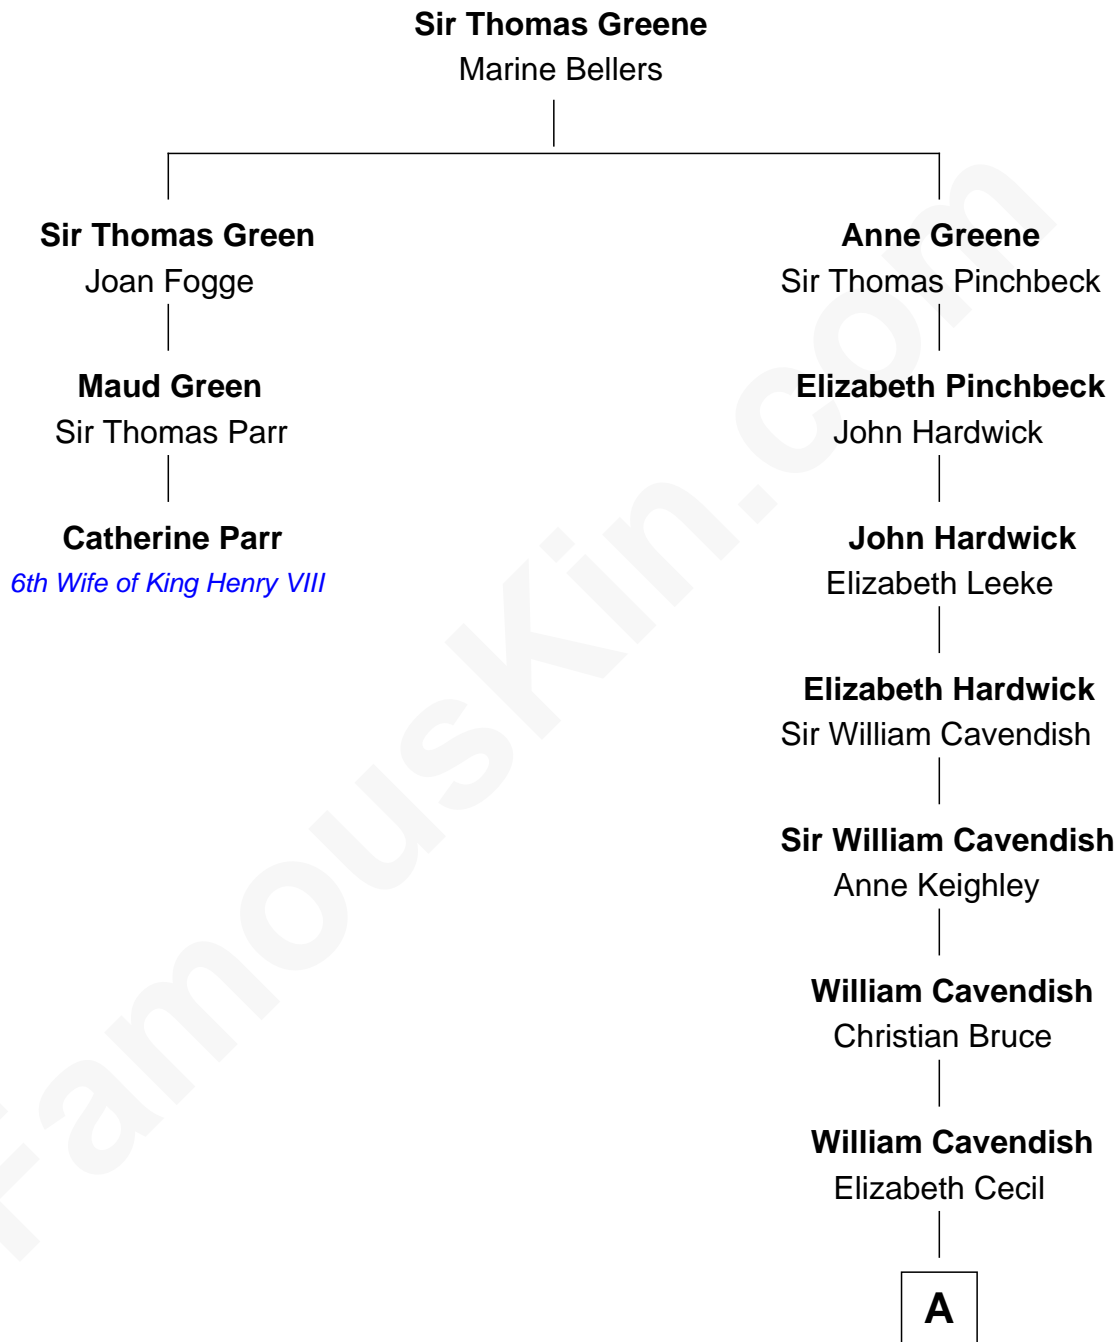 Sir Thomas Greene
Marine Bellers
Sir Thomas Green
Joan Fogge
Maud Green
Sir Thomas Parr
Catherine Parr
6th Wife of King Henry VIII
Anne Greene
Sir Thomas Pinchbeck
Elizabeth Pinchbeck
John Hardwick
John Hardwick
Elizabeth Leeke
Elizabeth Hardwick
Sir William Cavendish
Sir William Cavendish
Anne Keighley
William Cavendish
Christian Bruce
William Cavendish
Elizabeth Cecil
A
FamousKin.com